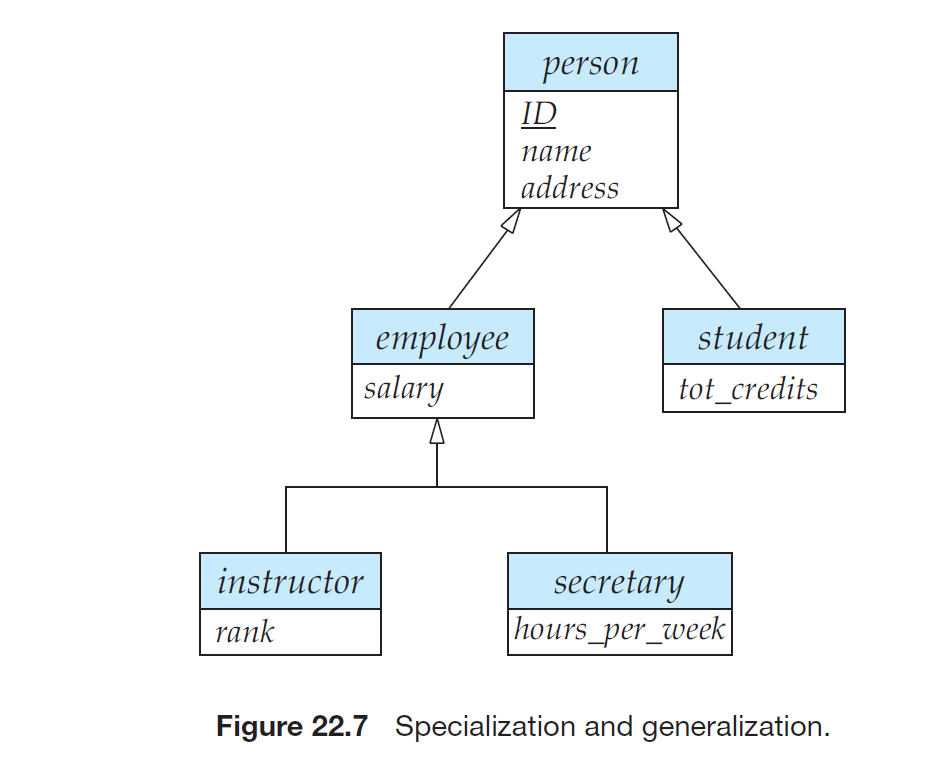 person
ID
name
address
employee
salary
student
tot_credits
instructor
rank
secretary
hours_per_week
Figure 22.7 Specialization and generalization.